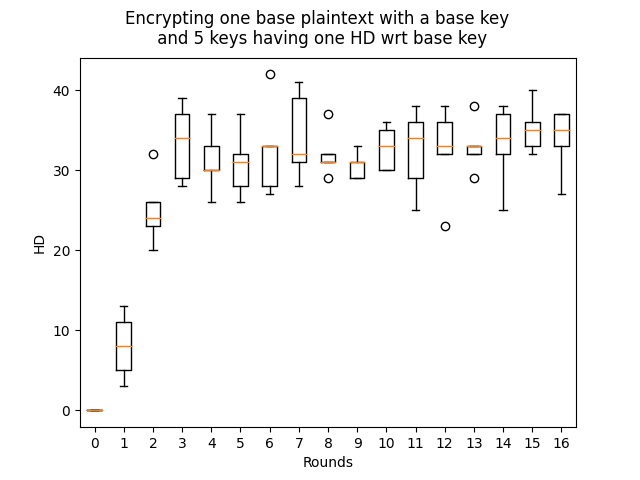 Encrypting one base plaintext with a base key
and 5 keys having one HD wrt base key
40
30
20
10
0
HD
0 1 2 3 4 5 6 7 8 9 10 11 12 13 14 15 16
Rounds